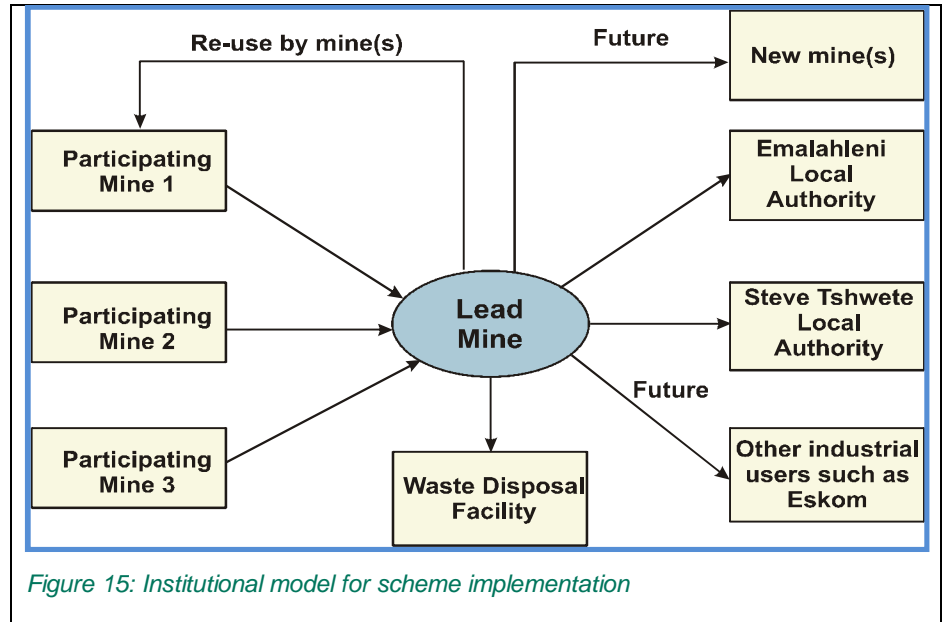 Re-use by mine(s)
Future
New mine(s)
Participating
Mine 1
Emalahleni
Local
Authority
Participating
Mine 2
Lead
Mine
Steve Tshwete
Local
Authority
Future
Participating
Mine 3
Waste Disposal
Facility
Other industrial
users such as
Eskom
Figure 15: Institutional model for scheme implementation